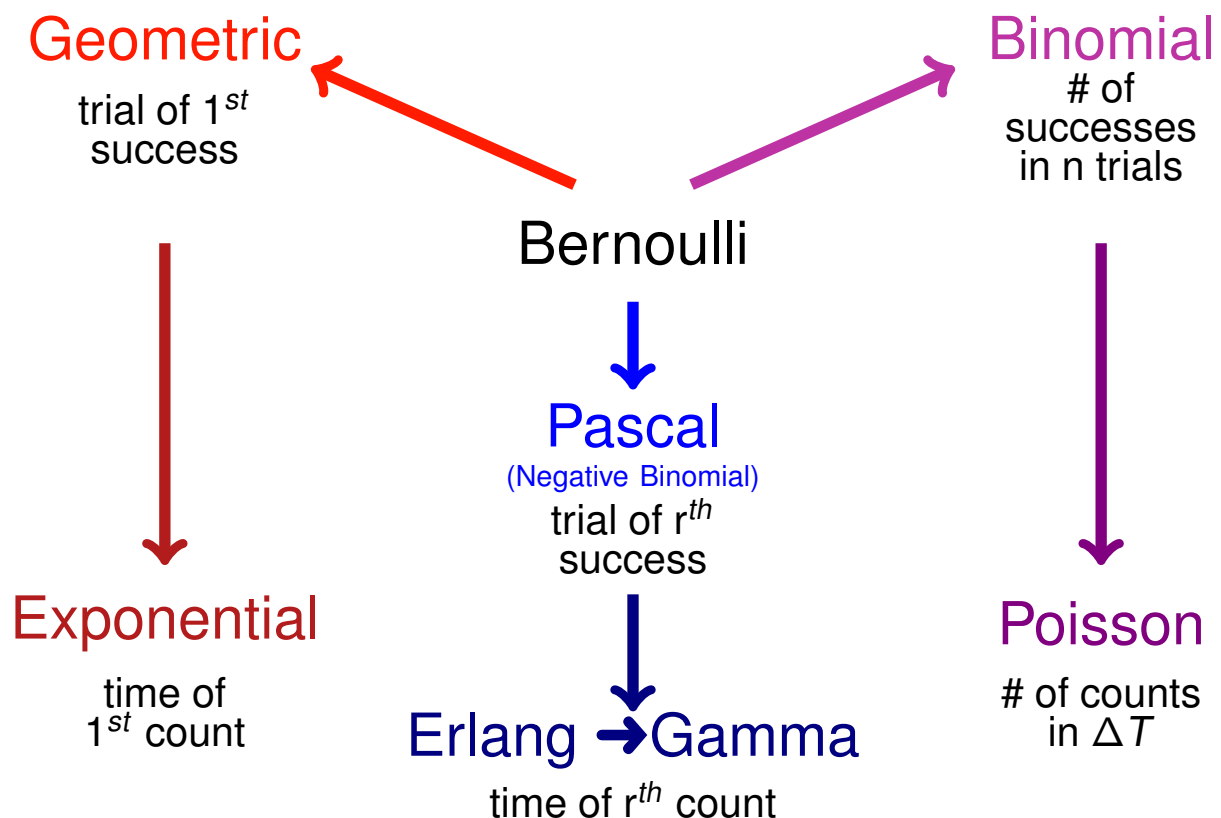 Geometric
trial of 1st
success
Binomial
# of
successes
in n trials
Bernoulli
Pascal
(Negative Binomial)
trial of rth
success
Exponential
time of
1st count
Erlang ➔Gamma
time of rth count
Poisson
# of counts
in ΔT